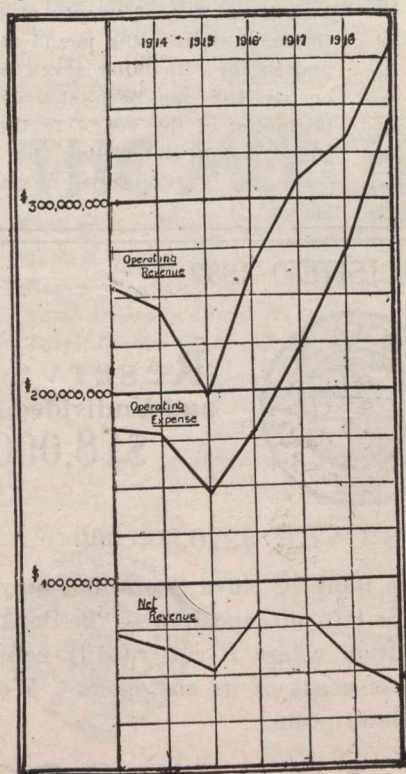 1914 1915 1916 1917 1918
$300,000,000
Operating
Revenue
$200,000,000
Operating
Expense
$100,000,000
Net
Revenue